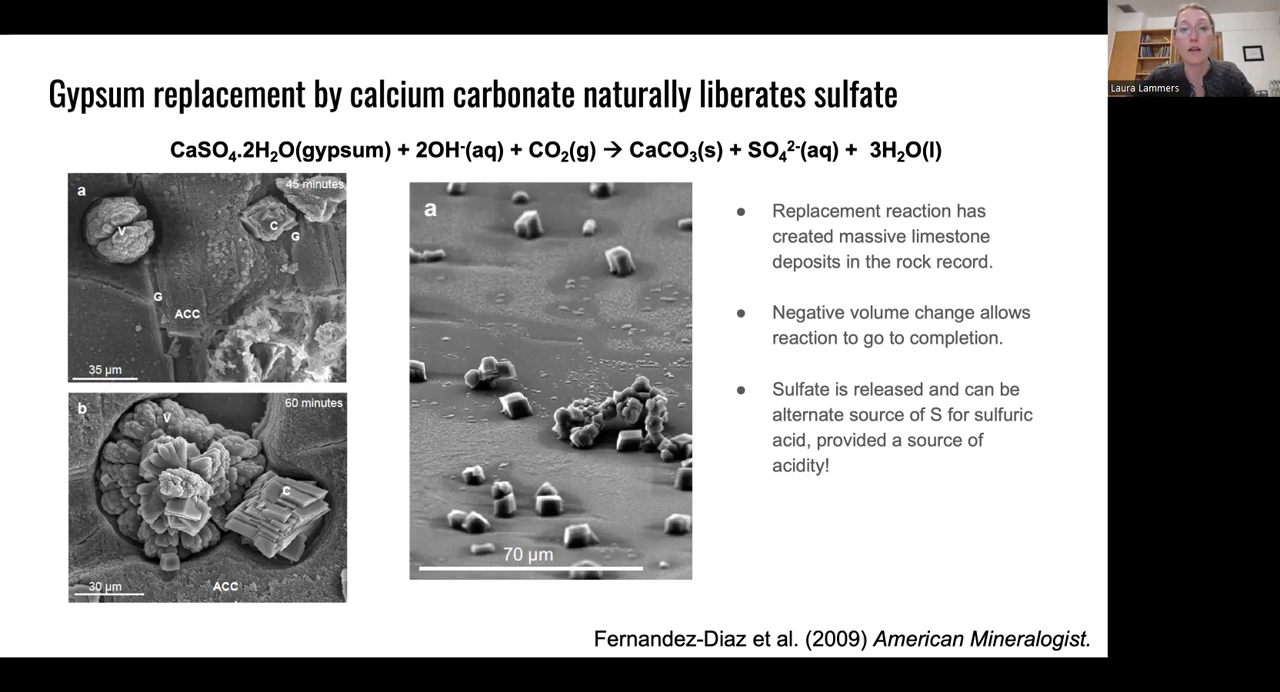 Laura Lammers
Gypsum replacement by calcium carbonate naturally liberates sulfate
CaSO₄.2H₂O(gypsum) + 2OH⁻(aq) + CO₂(g) → CaCO₃(s) + SO₄²⁻(aq) + 3H₂O(l)
a
45 minutes
V
C
G
G
ACC
35 µm
b
60 minutes
V
C
30 µm
ACC
a
70 µm
● Replacement reaction has
created massive limestone
deposits in the rock record.
● Negative volume change allows
reaction to go to completion.
● Sulfate is released and can be
alternate source of S for sulfuric
acid, provided a source of
acidity!
Fernandez-Diaz et al. (2009) American Mineralogist.